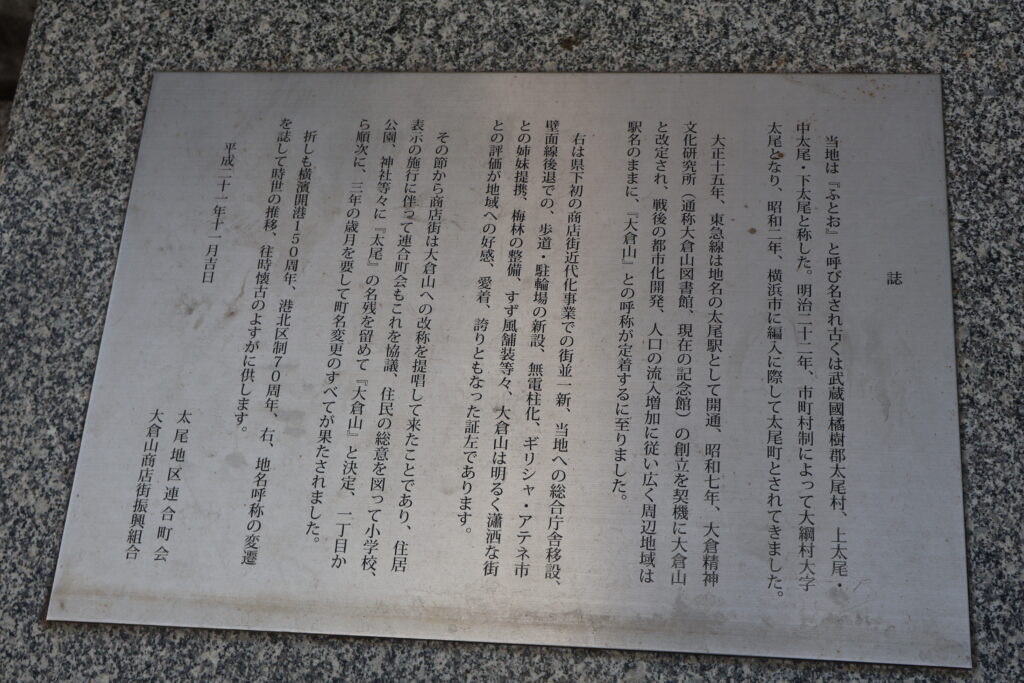 誌
当地は『ふとお』と呼び名され古くは武蔵國橘樹郡太尾村、上太尾・
中太尾、下太尾と称した。明治二十二年、市町村制によって大綱村大字
太尾となり、昭和二年、横浜市に編入に際して太尾町とされてきました。
大正十五年、東急線は地名の太尾駅として開通、昭和七年、大倉精神
文化研究所（通称大倉山図書館、現在の記念館）の創立を契機に大倉山
と改定され、戦後の都市化開発、人口の流入増加に従い広く周辺地域は
駅名のままに、『大倉山』との呼称が定着するに至りました。
右は県下初の商店街近代化事業での街並一新、当地への総合庁舎移設、
壁面線後退での、歩道・駐輪場の新設、無電柱化、ギリシャ・アテネ市
との姉妹提携、梅林の整備、すず風舗装等々、大倉山は明るく瀟洒な街
との評価が地域への好感、愛着、誇りともなった証左であります。
その節から商店街は大倉山への改称を提唱して来たことであり、住居
表示の施行に伴って連合町会もこれを協議、住民の総意を図って小学校、
公園、神社等々に『太尾』の名残を留めて『大倉山』と決定、一丁目か
ら順次に、三年の歳月を要して町名変更のすべてが果たされました。
折しも横濱開港150周年、港北区制70周年、右、地名呼称の変遷
を誌して時世の推移、往時懐古のよすがに供します。
平成二十一年十一月吉日
太尾地区連合町会
大倉山商店街振興組合